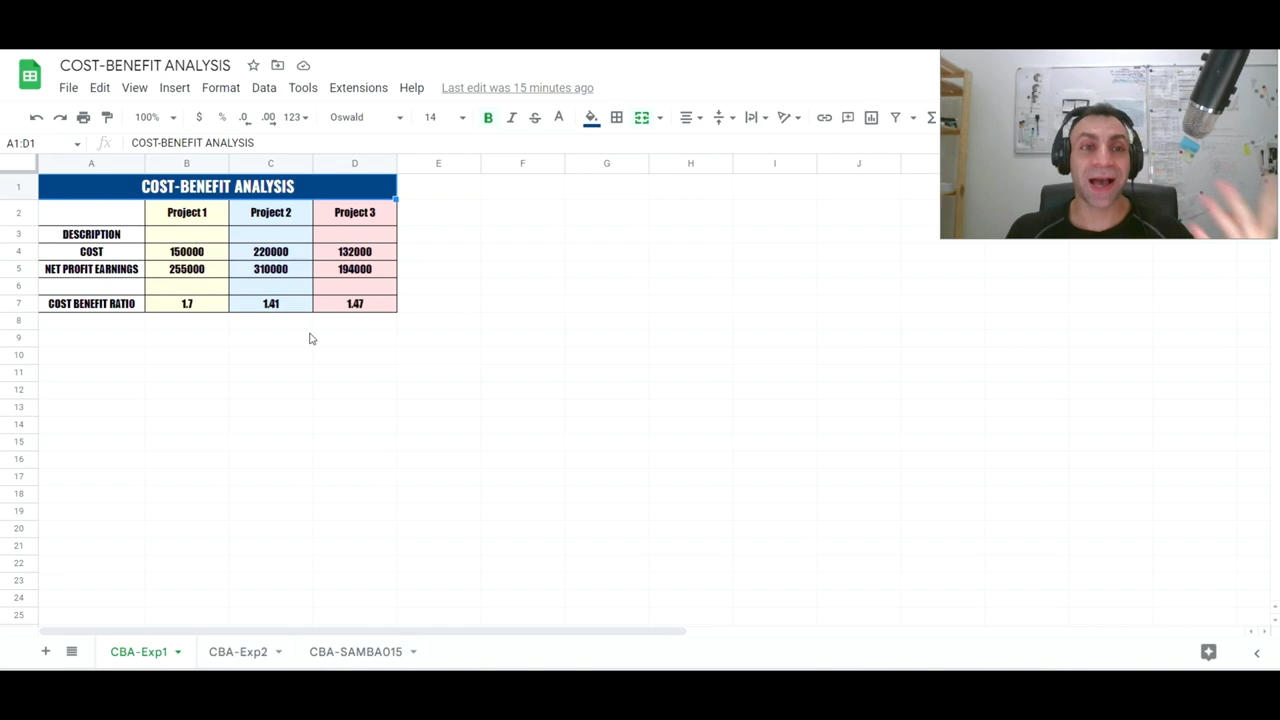 COST-BENEFIT ANALYSIS
File Edit View Insert Format Data Tools Extensions Help Last edit was 15 minutes ago
100% $ % .0 .00 123 Oswald 14 B I S A Σ
A1:D1 fx COST-BENEFIT ANALYSIS
A B C D E F G H I J
1 COST-BENEFIT ANALYSIS
2 Project 1 Project 2 Project 3
3 DESCRIPTION
4 COST 150000 220000 132000
5 NET PROFIT EARNINGS 255000 310000 194000
6
7 COST BENEFIT RATIO 1.7 1.41 1.47
8
9
10
11
12
13
14
15
16
17
18
19
20
21
22
23
24
25
CBA-Exp1 CBA-Exp2 CBA-SAMBA015